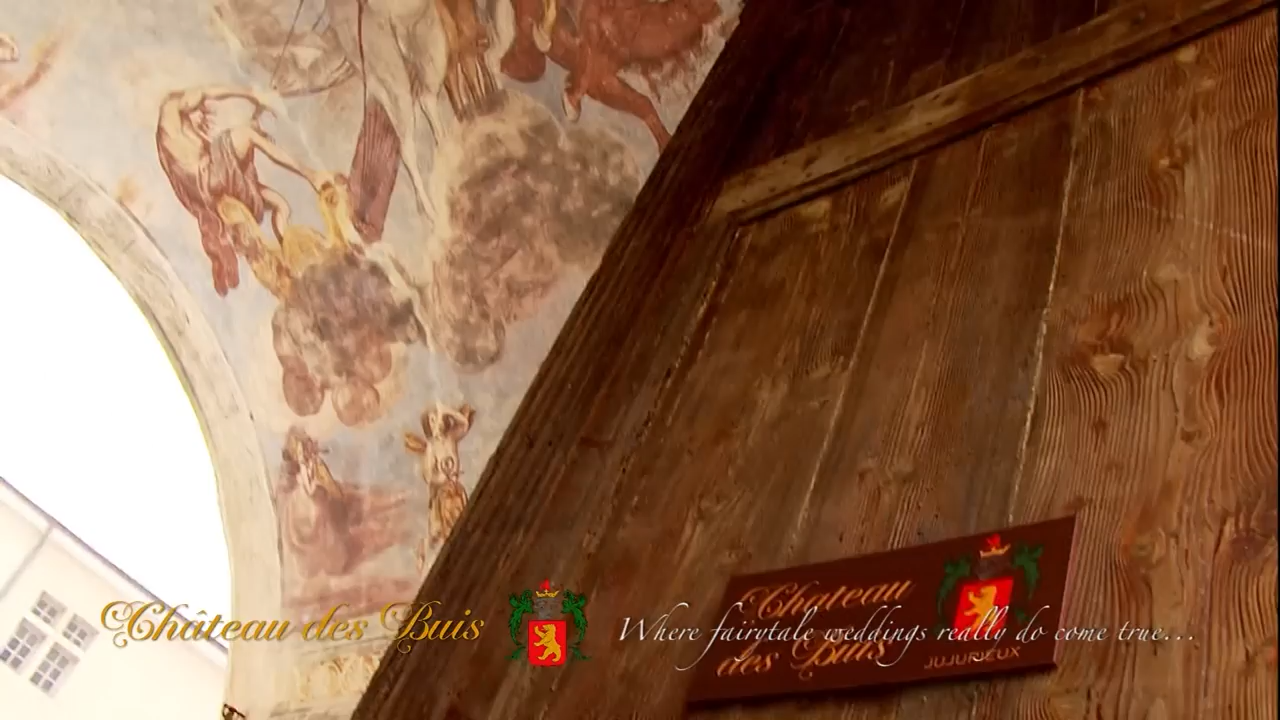 Château des Buis
Where fairytale weddings really do come true...
Chateau
des Buis
JUJURIEUX